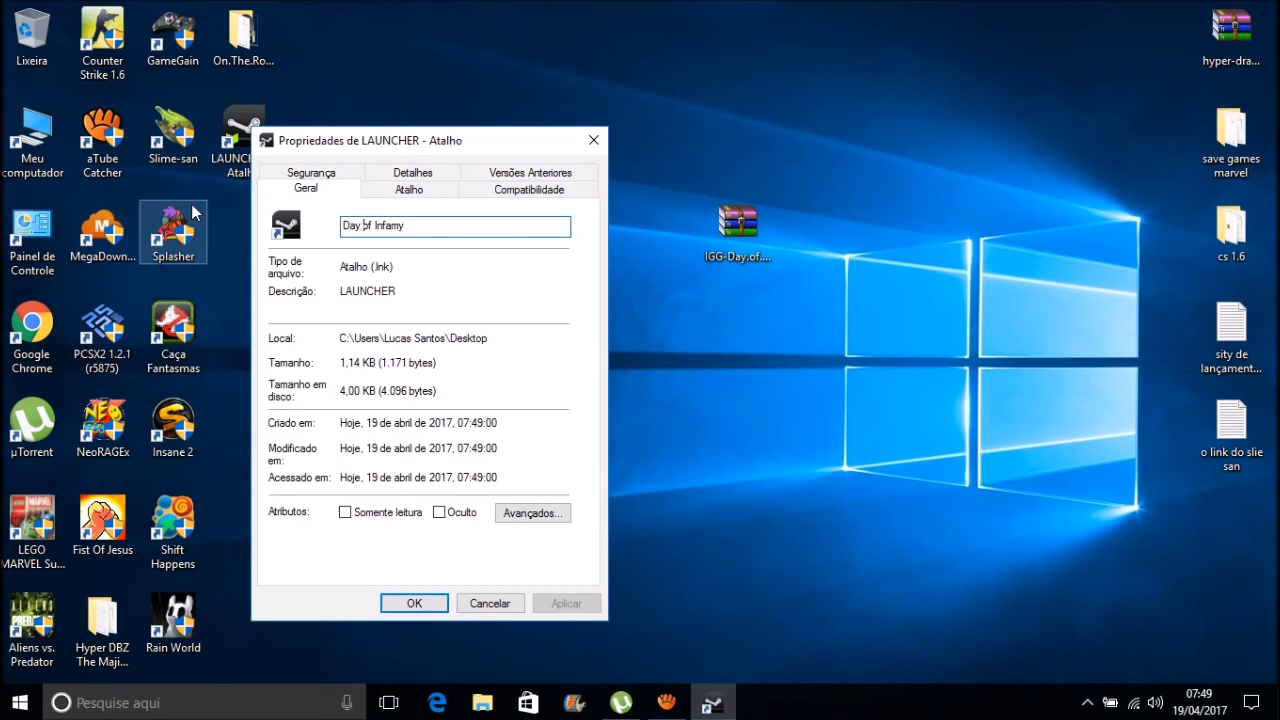 Lixeira
Counter
Strike 1.6
GameGain
On.The.Ro...
Meu
computador
aTube
Catcher
Slime-san
LAUNCH
Atalh
Painel de
Controle
MegaDown...
Splasher
Google
Chrome
PCSX2 1.2.1
(r5875)
Caça
Fantasmas
µTorrent
NeoRAGEx
Insane 2
LEGO
MARVEL Su...
Fist Of Jesus
Shift
Happens
Aliens vs.
Predator
Hyper DBZ
The Maji...
Rain World
Propriedades de LAUNCHER - Atalho
Segurança
Detalhes
Versões Anteriores
Geral
Atalho
Compatibilidade
Day of Infamy
Tipo de
arquivo:
Atalho (.lnk)
Descrição:
LAUNCHER
Local:
C:\Users\Lucas Santos\Desktop
Tamanho:
1,14 KB (1.171 bytes)
Tamanho em
disco:
4,00 KB (4.096 bytes)
Criado em:
Hoje, 19 de abril de 2017, 07:49:00
Modificado
em:
Hoje, 19 de abril de 2017, 07:49:00
Acessado em:
Hoje, 19 de abril de 2017, 07:49:00
Atributos:
Somente leitura
Oculto
Avançados...
OK
Cancelar
Aplicar
IGG-Day.of....
hyper-dra...
save games
marvel
cs 1.6
sity de
lançament...
o link do slie
san
Pesquise aqui
07:49
19/04/2017